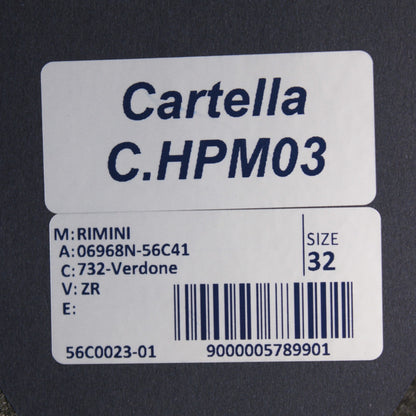 Cartella
C.HPM03
M: RIMINI
A: 06968N-56C41
C: 732-Verdone
V: ZR
E:
SIZE
32
56C0023-01
9000005789901